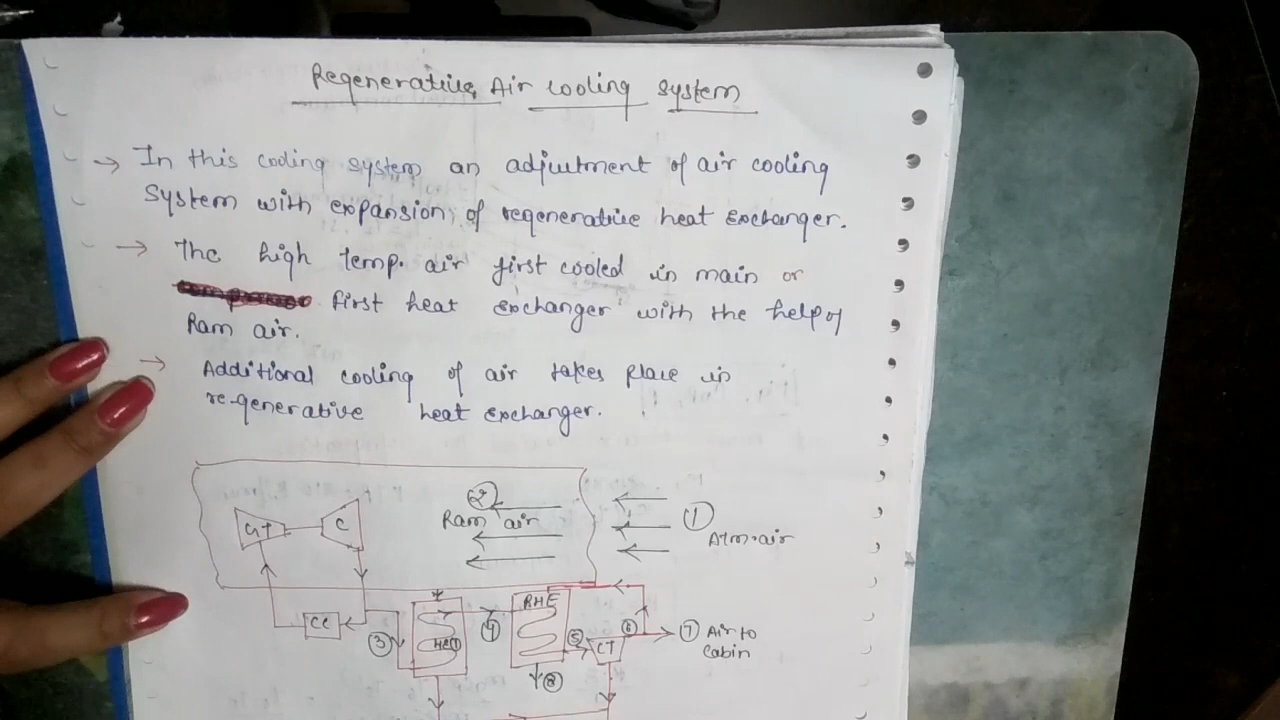 Regenerative Air cooling system
→ In this cooling system an adjustment of air cooling
System with expansion of regenerative heat exchanger.
→ The high temp. air first cooled in main or
first heat exchanger with the help of
Ram air.
→ Additional cooling of air takes place in
re-generative heat exchanger.
GT C
② Ram air
① Atm. air
CC
③ HE① ④ RHE ⑤ CT ⑥ ⑦ Air to
Cabin
⑧